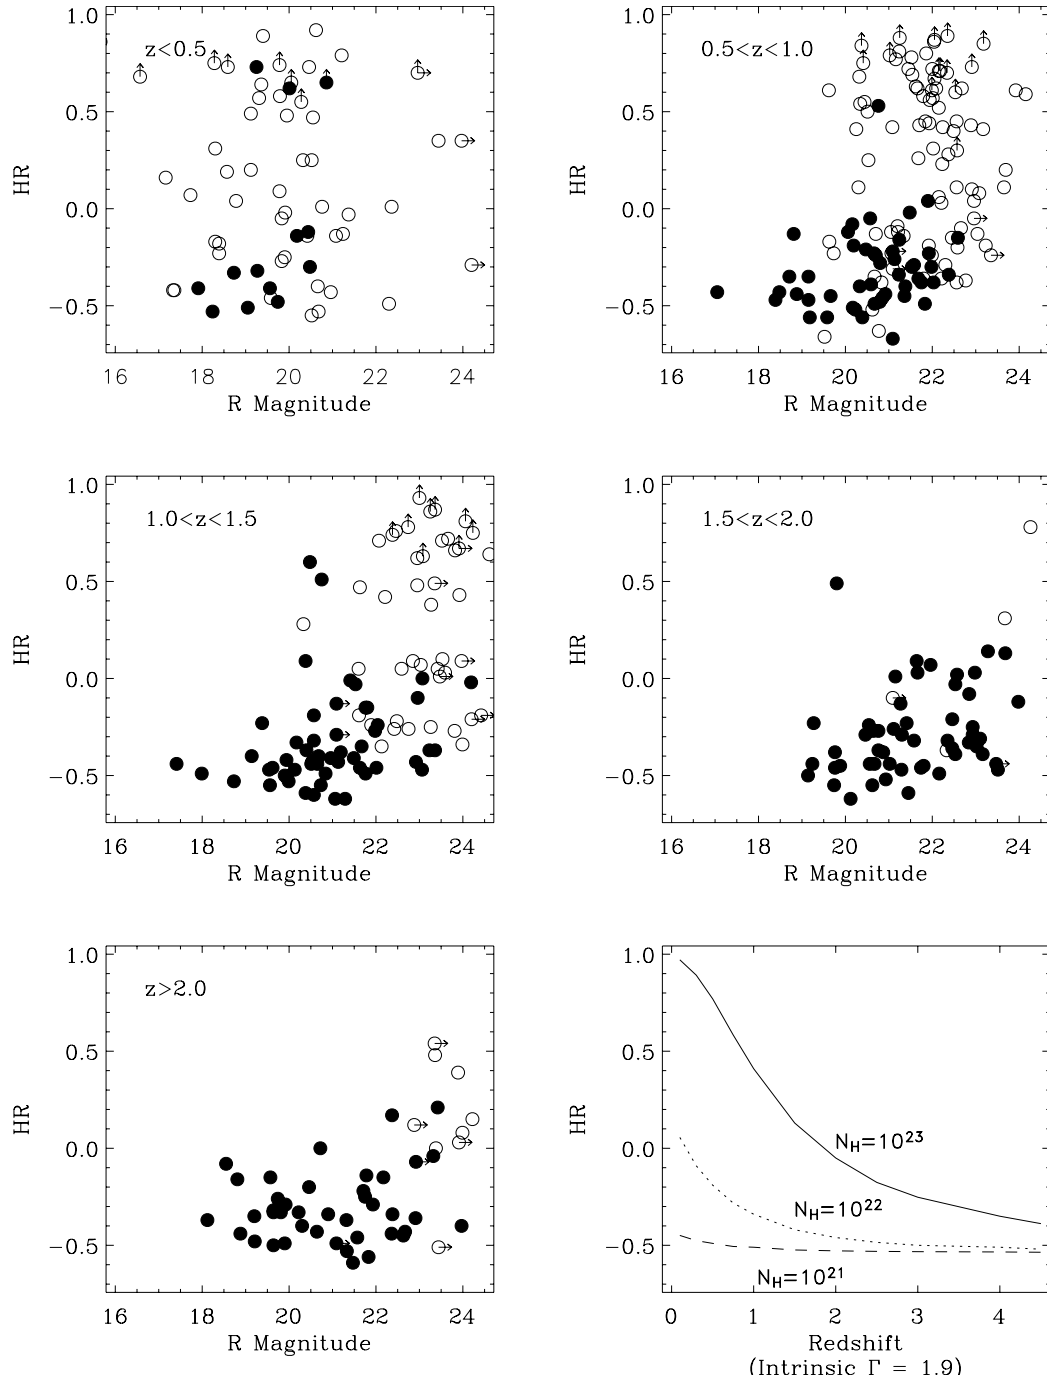 1.0
0.5
0.0
−0.5
HR
z<0.5
16 18 20 22 24
R Magnitude
1.0
0.5
0.0
−0.5
HR
0.5<z<1.0
16 18 20 22 24
R Magnitude
1.0
0.5
0.0
−0.5
HR
1.0<z<1.5
16 18 20 22 24
R Magnitude
1.0
0.5
0.0
−0.5
HR
1.5<z<2.0
16 18 20 22 24
R Magnitude
1.0
0.5
0.0
−0.5
HR
z>2.0
16 18 20 22 24
R Magnitude
1.0
0.5
0.0
−0.5
HR
N_H=10^23
N_H=10^22
N_H=10^21
0 1 2 3 4
Redshift
(Intrinsic Γ = 1.9)